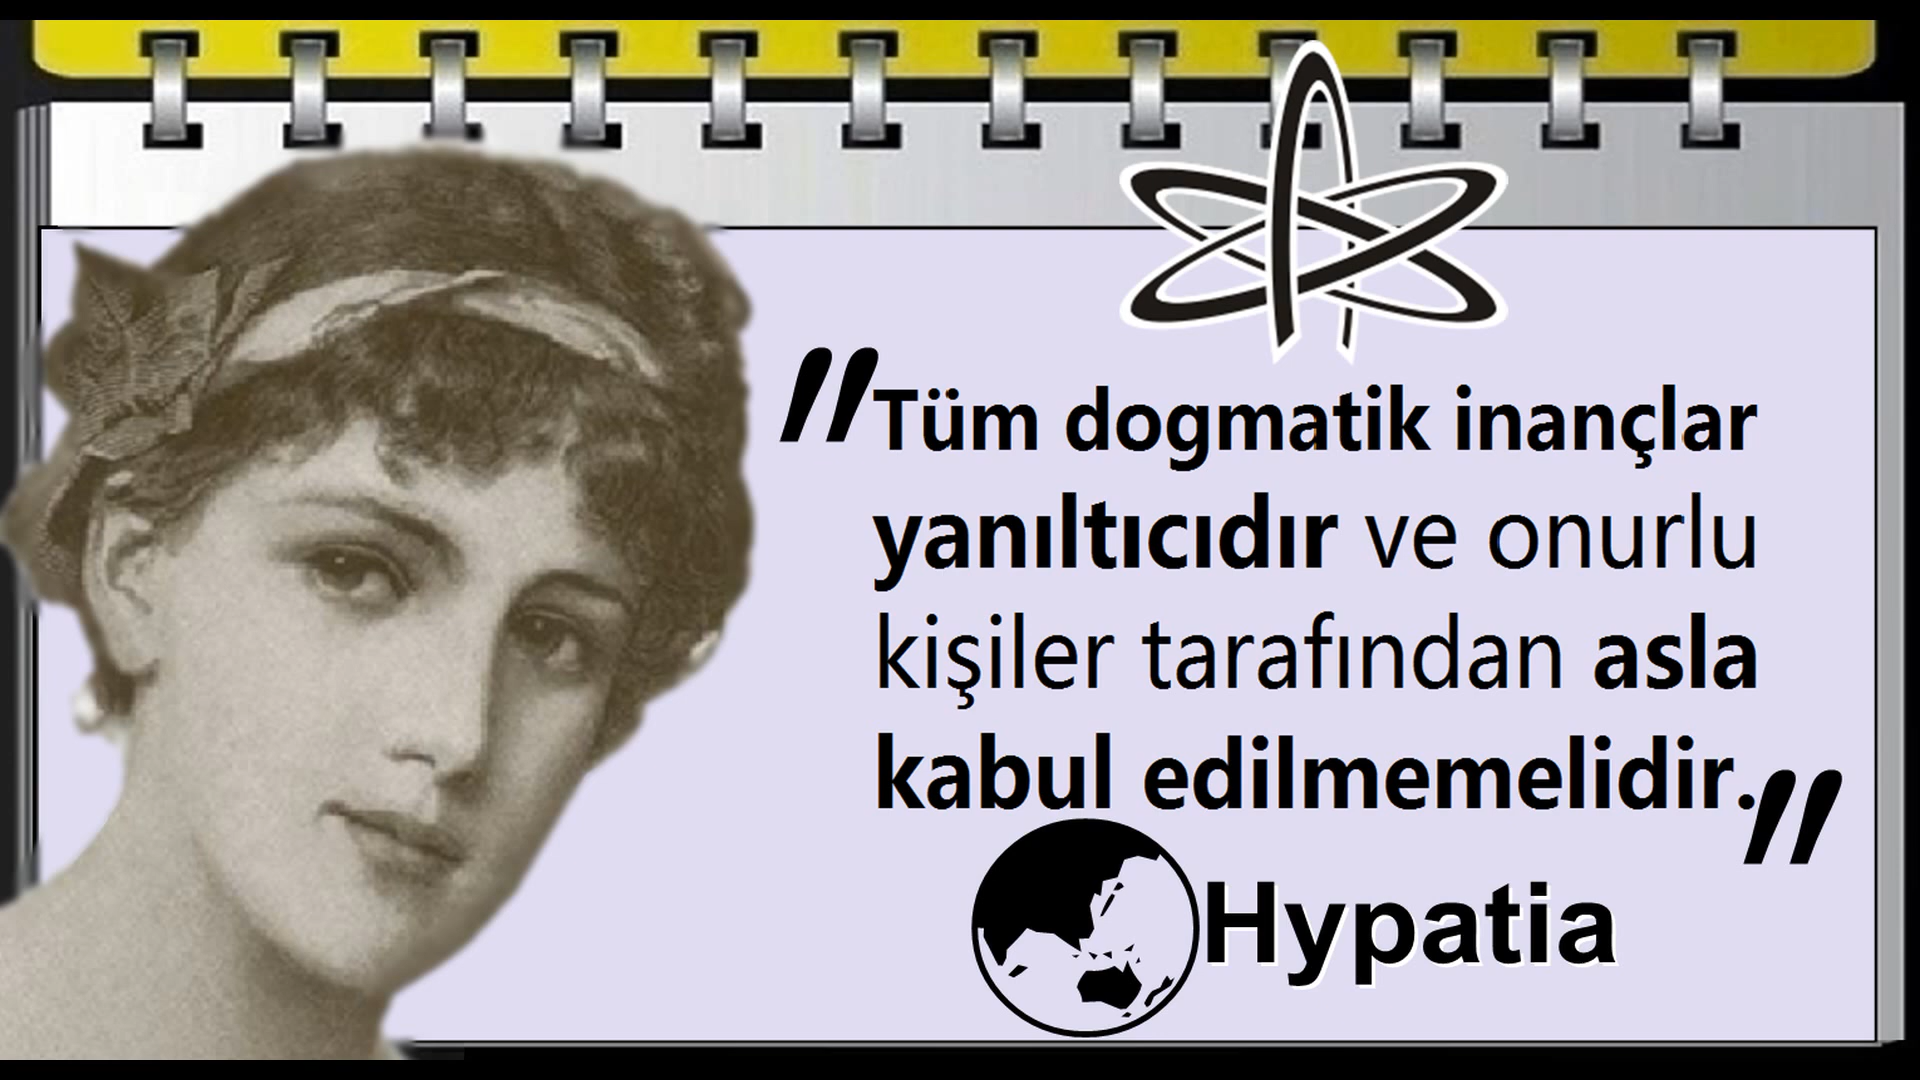 "Tüm dogmatik inançlar
yanıltıcıdır ve onurlu
kişiler tarafından asla
kabul edilmemelidir."
Hypatia